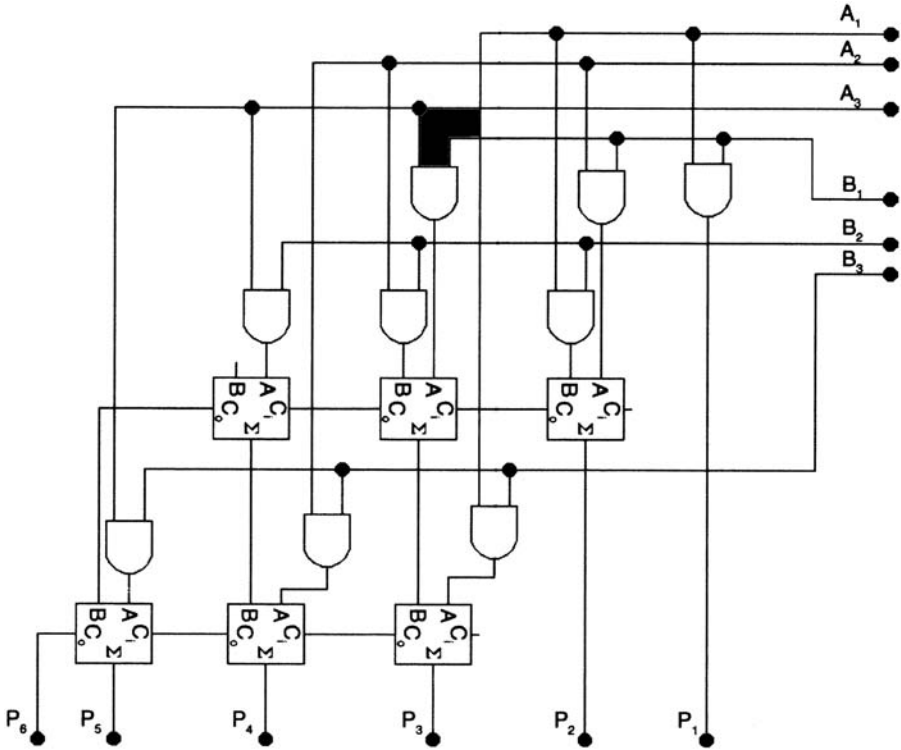 A₁
A₂
A₃
B₁
B₂
B₃
B A
Cₒ Cᵢ
Σ
B A
Cₒ Cᵢ
Σ
B A
Cₒ Cᵢ
Σ
B A
Cₒ Cᵢ
Σ
B A
Cₒ Cᵢ
Σ
B A
Cₒ Cᵢ
Σ
P₆ P₅ P₄ P₃ P₂ P₁